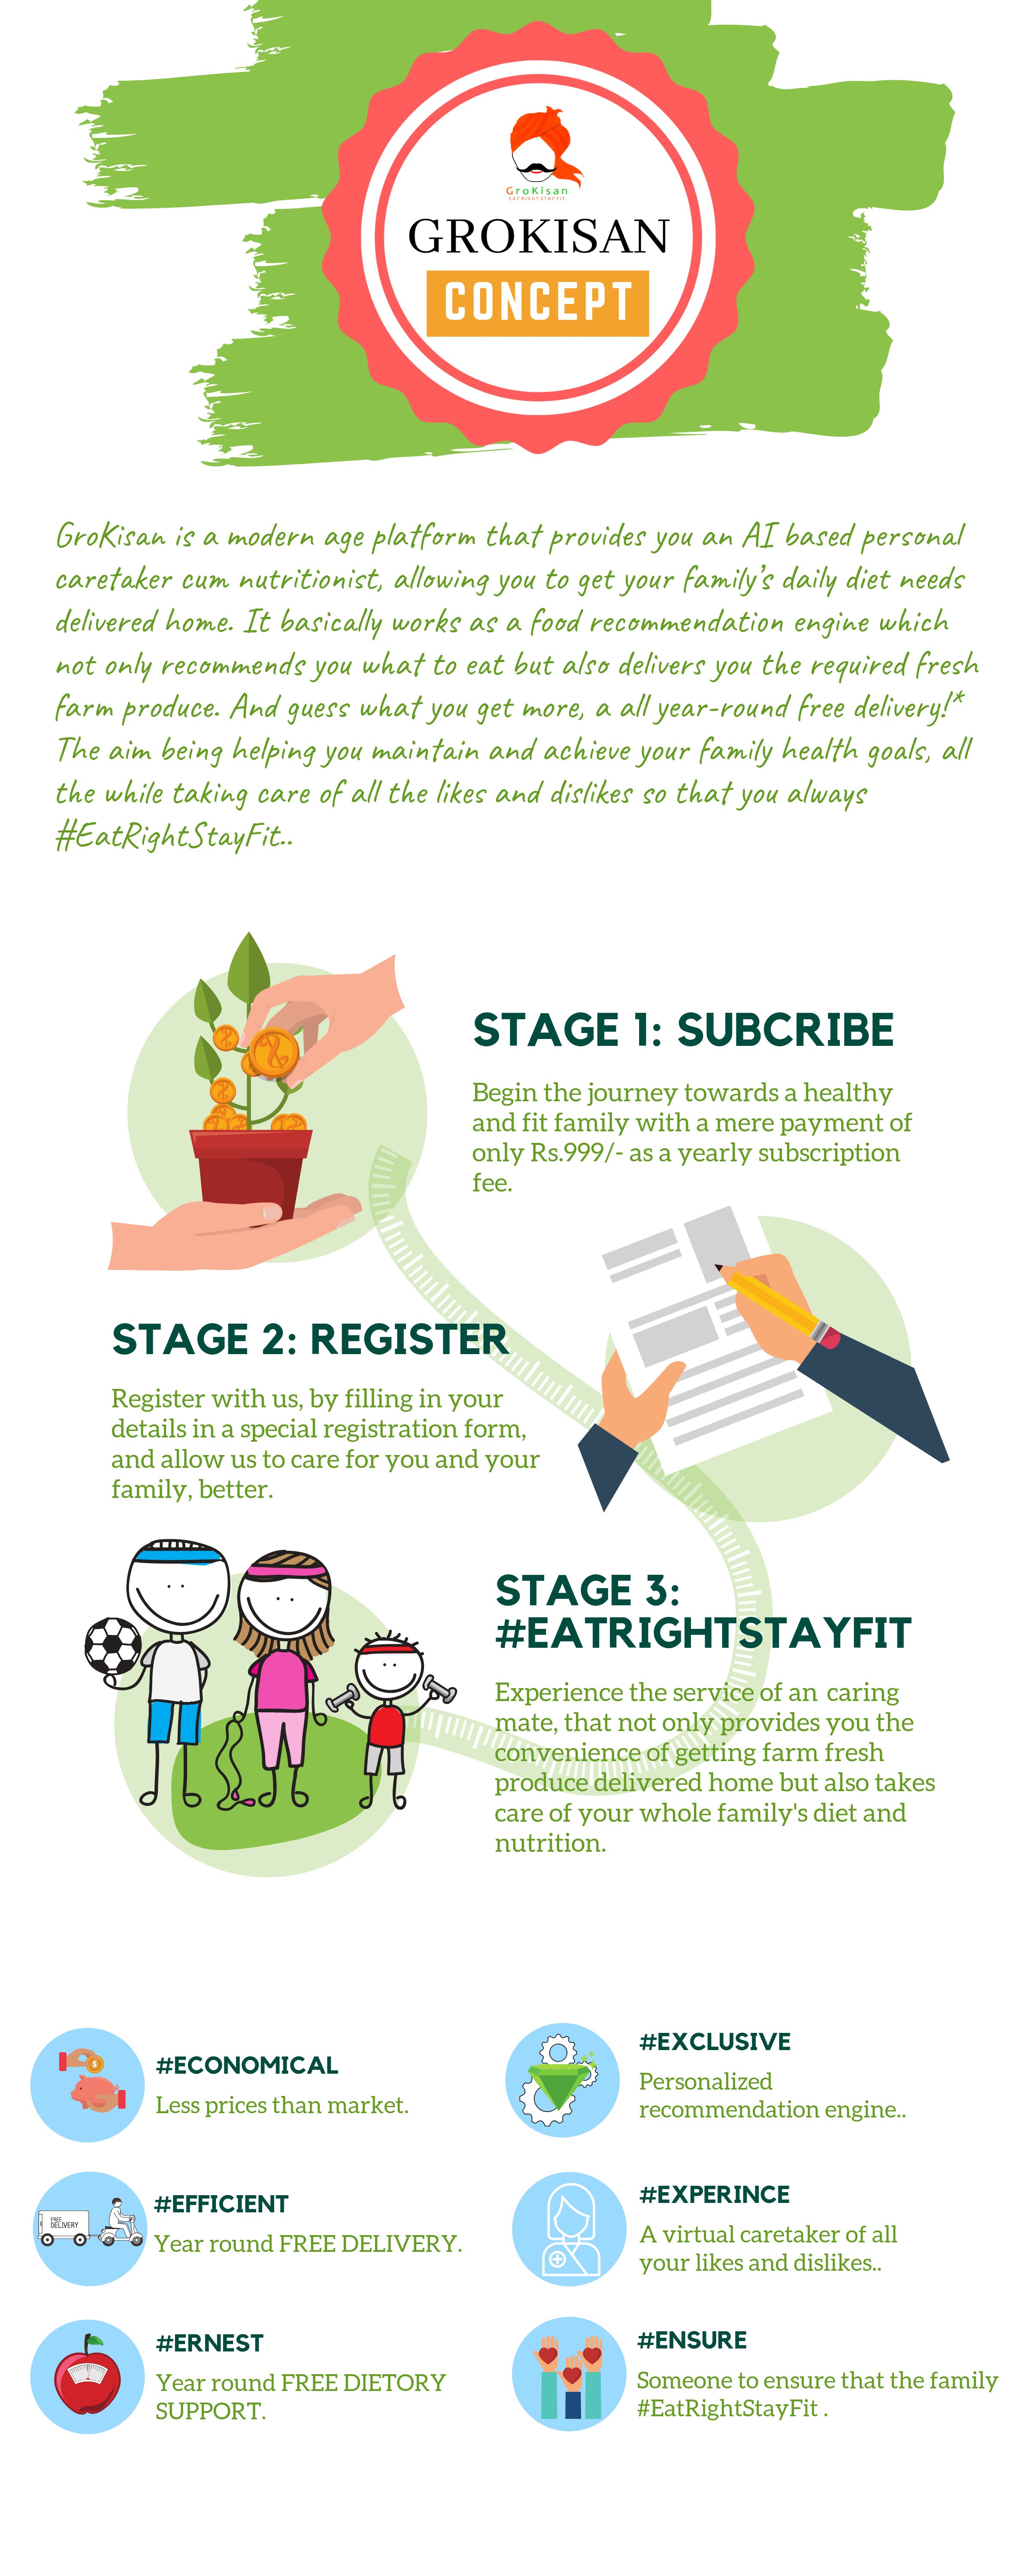 GroKisan
EAT RIGHT STAY FIT
GROKISAN
CONCEPT
GroKisan is a modern age platform that provides you an AI based personal
caretaker cum nutritionist, allowing you to get your family's daily diet needs
delivered home. It basically works as a food recommendation engine which
not only recommends you what to eat but also delivers you the required fresh
farm produce. And guess what you get more, a all year-round free delivery!*
The aim being helping you maintain and achieve your family health goals, all
the while taking care of all the likes and dislikes so that you always
#EatRightStayFit..
STAGE 1: SUBCRIBE
Begin the journey towards a healthy
and fit family with a mere payment of
only Rs.999/- as a yearly subscription
fee.
STAGE 2: REGISTER
Register with us, by filling in your
details in a special registration form,
and allow us to care for you and your
family, better.
STAGE 3:
#EATRIGHTSTAYFIT
Experience the service of an caring
mate, that not only provides you the
convenience of getting farm fresh
produce delivered home but also takes
care of your whole family's diet and
nutrition.
#ECONOMICAL
Less prices than market.
#EXCLUSIVE
Personalized
recommendation engine..
#EFFICIENT
Year round FREE DELIVERY.
FREE
DELIVERY
#EXPERINCE
A virtual caretaker of all
your likes and dislikes..
#ERNEST
Year round FREE DIETORY
SUPPORT.
#ENSURE
Someone to ensure that the family
#EatRightStayFit .